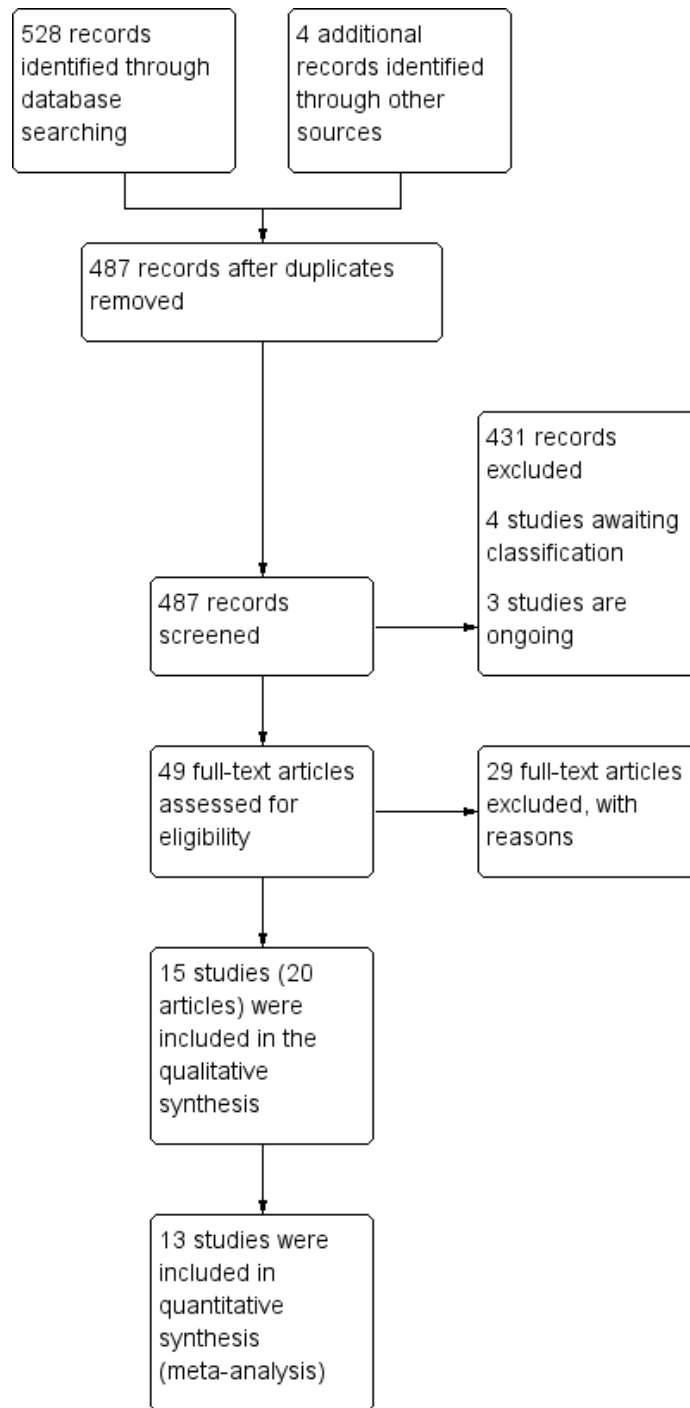 528 records
identified through
database
searching
4 additional
records identified
through other
sources
487 records after duplicates
removed
431 records
excluded
4 studies awaiting
classification
3 studies are
ongoing
487 records
screened
49 full-text articles
assessed for
eligibility
29 full-text articles
excluded, with
reasons
15 studies (20
articles) were
included in the
qualitative
synthesis
13 studies were
included in
quantitative
synthesis
(meta-analysis)